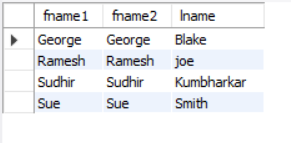 fname1 fname2 lname
George George Blake
Ramesh Ramesh joe
Sudhir Sudhir Kumbharkar
Sue Sue Smith